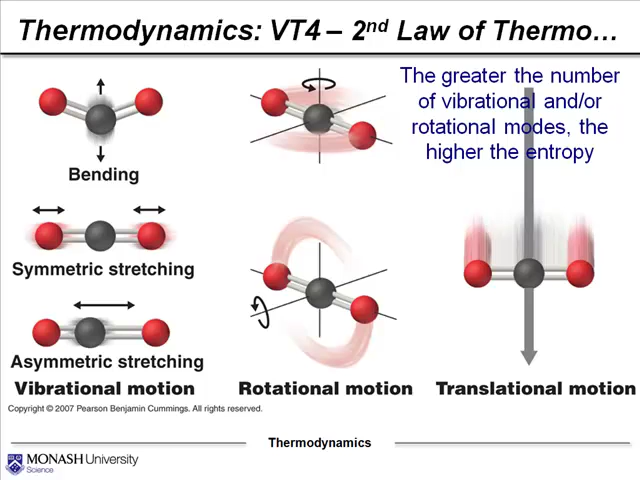 Thermodynamics: VT4 – 2nd Law of Thermo…
The greater the number
of vibrational and/or
rotational modes, the
higher the entropy
Bending
Symmetric stretching
Asymmetric stretching
Vibrational motion
Rotational motion
Translational motion
Copyright © 2007 Pearson Benjamin Cummings. All rights reserved.
Thermodynamics
MONASH University
Science